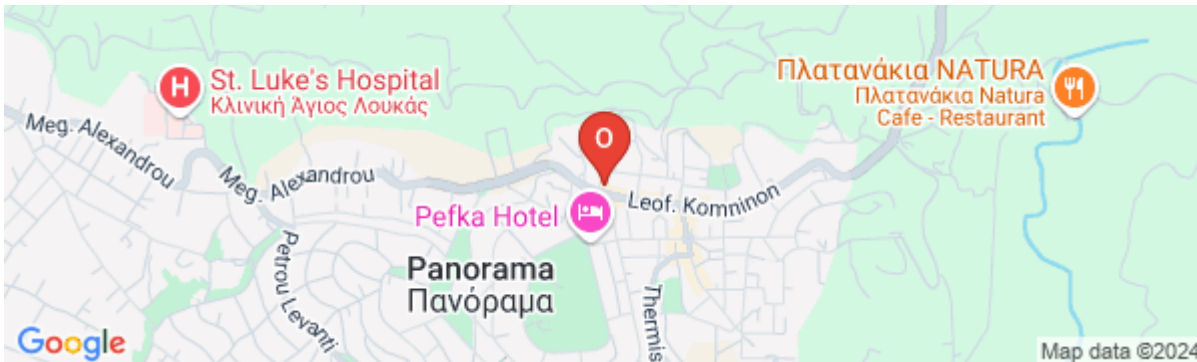 H
St. Luke's Hospital
Κλινική Άγιος Λουκάς
Πλατανάκια NATURA
Πλατανάκια Natura
Cafe - Restaurant
Meg. Alexandrou
Meg. Alexandrou
O
Leof. Komninon
Pefka Hotel
Petrou Levanti
Panorama
Πανόραμα
Thermis
Google
Map data ©2024